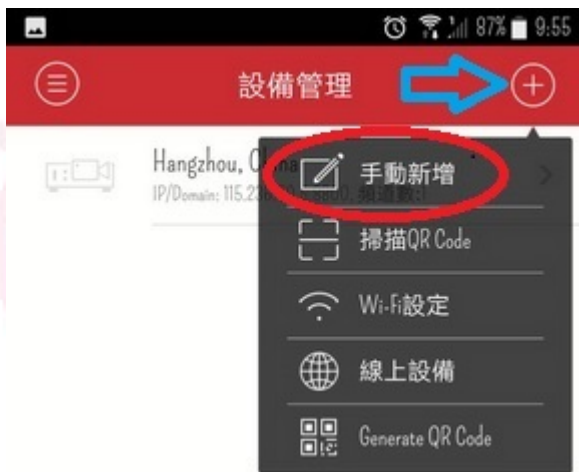 87% 9:55
設備管理
Hangzhou,
手動新增
IP/Domain: 115.23
掃描QR Code
Wi-Fi設定
線上設備
Generate QR Code